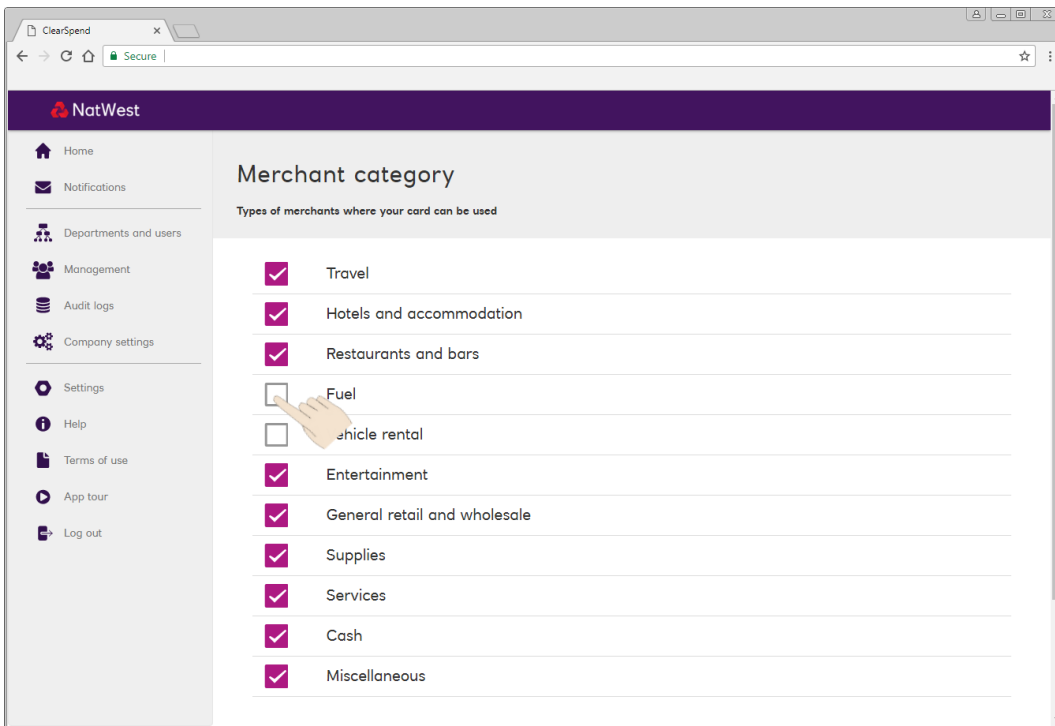 ClearSpend
Secure
NatWest
Home
Notifications
Departments and users
Management
Audit logs
Company settings
Settings
Help
Terms of use
App tour
Log out
Merchant category
Types of merchants where your card can be used
Travel
Hotels and accommodation
Restaurants and bars
Fuel
ehicle rental
Entertainment
General retail and wholesale
Supplies
Services
Cash
Miscellaneous